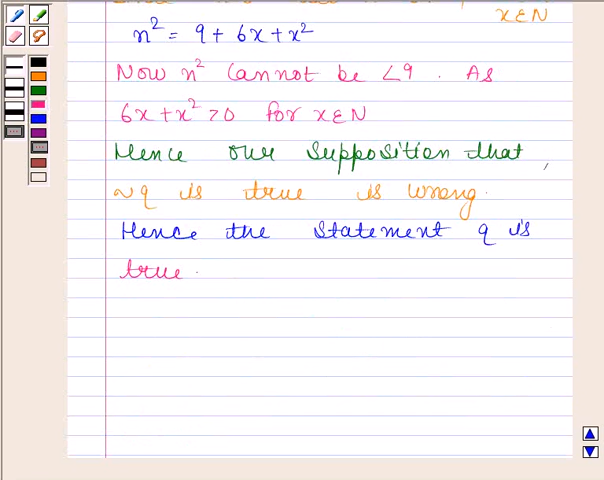 x∈N
n² = 9 + 6x + x²
Now n² Cannot be <9 . As
6x + x² >0 for x∈N
Hence our Supposition that ,
~q is true is wrong.
Hence the Statement q is
true .